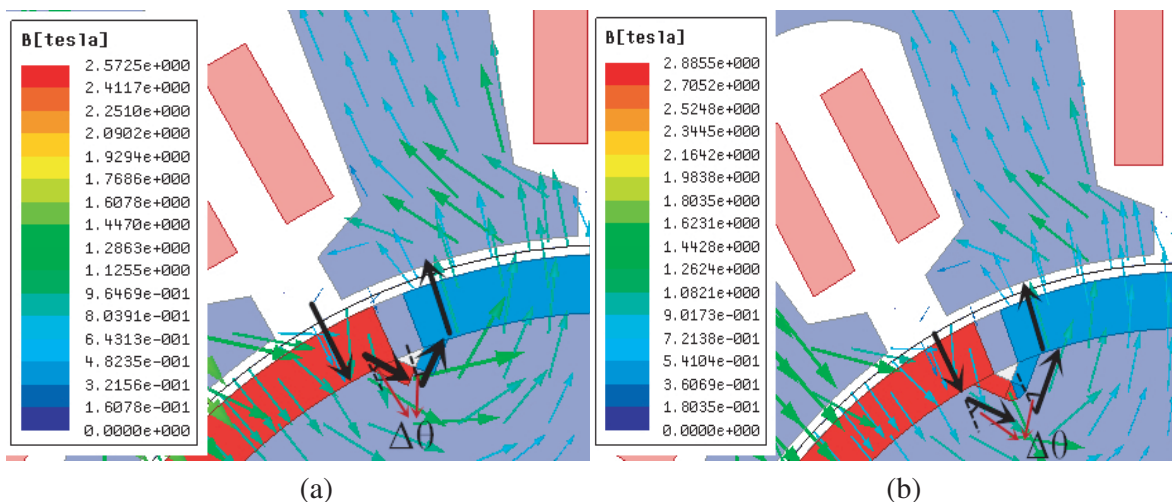 B[tesla]
2.5725e+000
2.4117e+000
2.2510e+000
2.0902e+000
1.9294e+000
1.7686e+000
1.6078e+000
1.4470e+000
1.2863e+000
1.1255e+000
9.6469e-001
8.0391e-001
6.4313e-001
4.8235e-001
3.2156e-001
1.6078e-001
0.0000e+000
Δθ
(a)
B[tesla]
2.8855e+000
2.7052e+000
2.5248e+000
2.3445e+000
2.1642e+000
1.9838e+000
1.8035e+000
1.6231e+000
1.4428e+000
1.2624e+000
1.0821e+000
9.0173e-001
7.2138e-001
5.4104e-001
3.6069e-001
1.8035e-001
0.0000e+000
Δθ
(b)